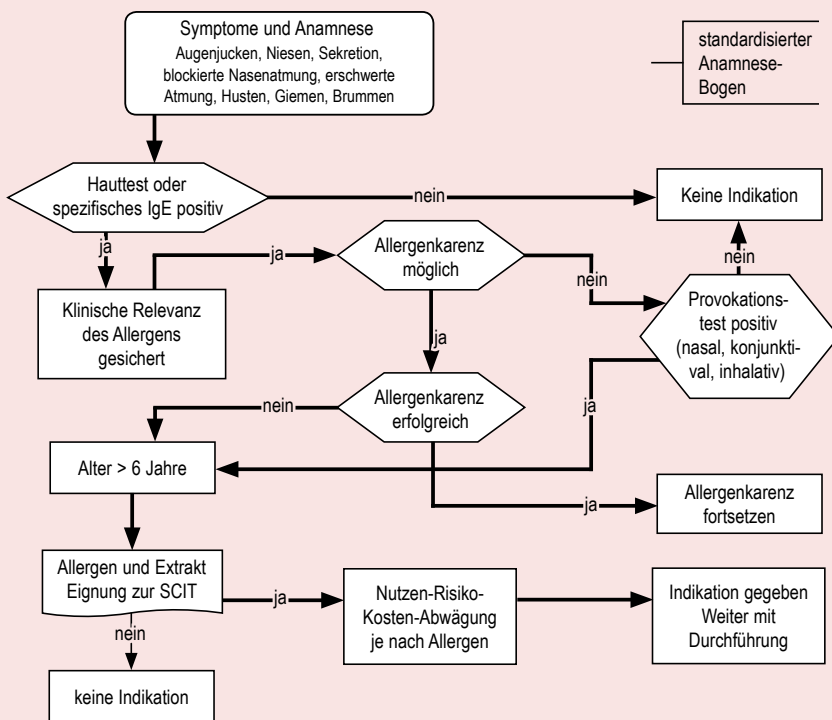 Symptome und Anamnese
Augenjucken, Niesen, Sekretion,
blockierte Nasenatmung, erschwerte
Atmung, Husten, Giemen, Brummen
standardisierter
Anamnese-
Bogen
Hauttest oder
spezifisches IgE positiv
nein
Keine Indikation
ja
Klinische Relevanz
des Allergens
gesichert
ja
Allergenkarenz
möglich
nein
nein
Provokations-
test positiv
(nasal, konjunkti-
val, inhalativ)
ja
Allergenkarenz
erfolgreich
nein
ja
Alter > 6 Jahre
ja
Allergenkarenz
fortsetzen
Allergen und Extrakt
Eignung zur SCIT
ja
Nutzen-Risiko-
Kosten-Abwägung
je nach Allergen
Indikation gegeben
Weiter mit
Durchführung
nein
keine Indikation